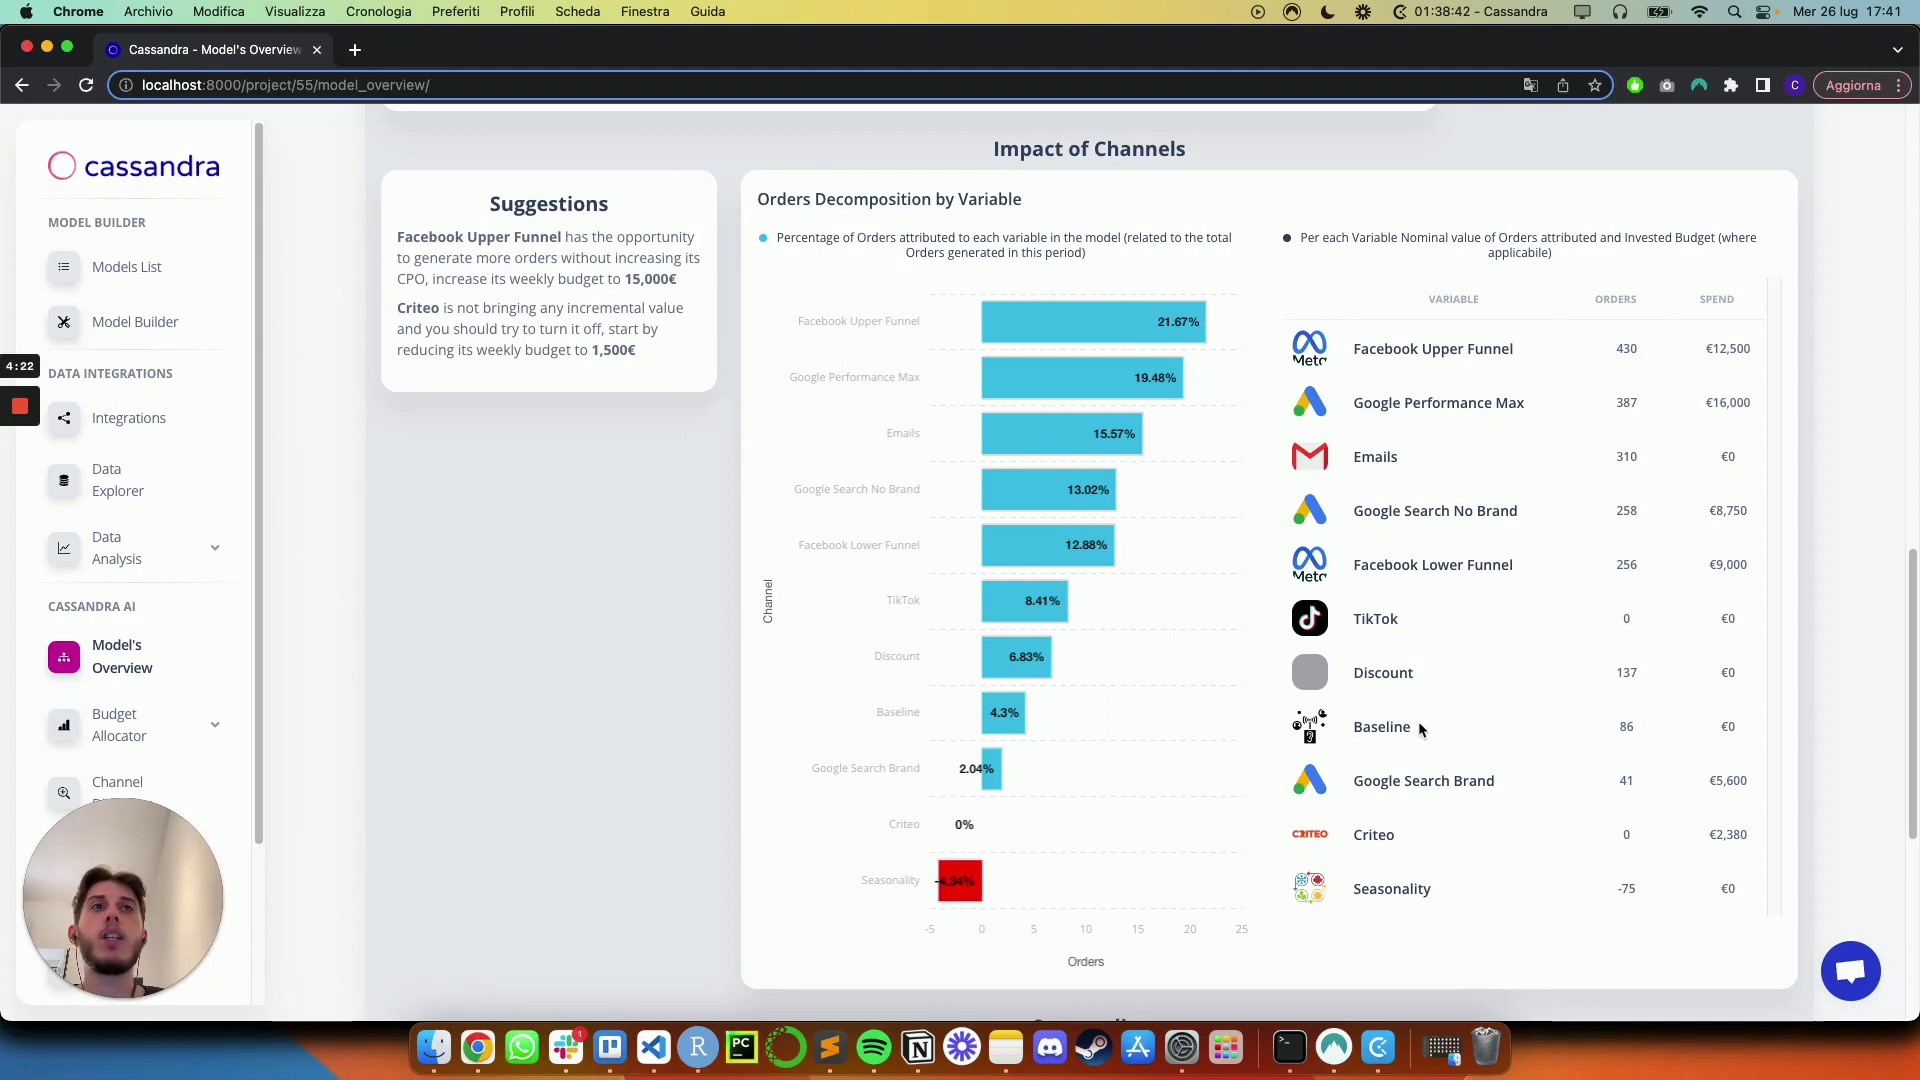 Chrome Archivio Modifica Visualizza Cronologia Preferiti Profili Scheda Finestra Guida 01:38:42 - Cassandra Mer 26 lug 17:41
Cassandra - Model's Overview
localhost:8000/project/55/model_overview/ C Aggiorna
cassandra
MODEL BUILDER
Models List
Model Builder
4:22
DATA INTEGRATIONS
Integrations
Data
Explorer
Data
Analysis
CASSANDRA AI
Model's
Overview
Budget
Allocator
Channel
Impact of Channels
Suggestions
Facebook Upper Funnel has the opportunity
to generate more orders without increasing its
CPO, increase its weekly budget to 15,000€
Criteo is not bringing any incremental value
and you should try to turn it off, start by
reducing its weekly budget to 1,500€
Orders Decomposition by Variable
Percentage of Orders attributed to each variable in the model (related to the total
Orders generated in this period)
Channel
Facebook Upper Funnel 21.67%
Google Performance Max 19.48%
Emails 15.57%
Google Search No Brand 13.02%
Facebook Lower Funnel 12.88%
TikTok 8.41%
Discount 6.83%
Baseline 4.3%
Google Search Brand 2.04%
Criteo 0%
Seasonality -4.34%
-5 0 5 10 15 20 25
Orders
Per each Variable Nominal value of Orders attributed and Invested Budget (where
applicabile)
VARIABLE ORDERS SPEND
Meta Facebook Upper Funnel 430 €12,500
Google Performance Max 387 €16,000
Emails 310 €0
Google Search No Brand 258 €8,750
Meta Facebook Lower Funnel 256 €9,000
TikTok 0 €0
Discount 137 €0
Baseline 86 €0
Google Search Brand 41 €5,600
CRITEO Criteo 0 €2,380
Seasonality -75 €0
1 R PC N